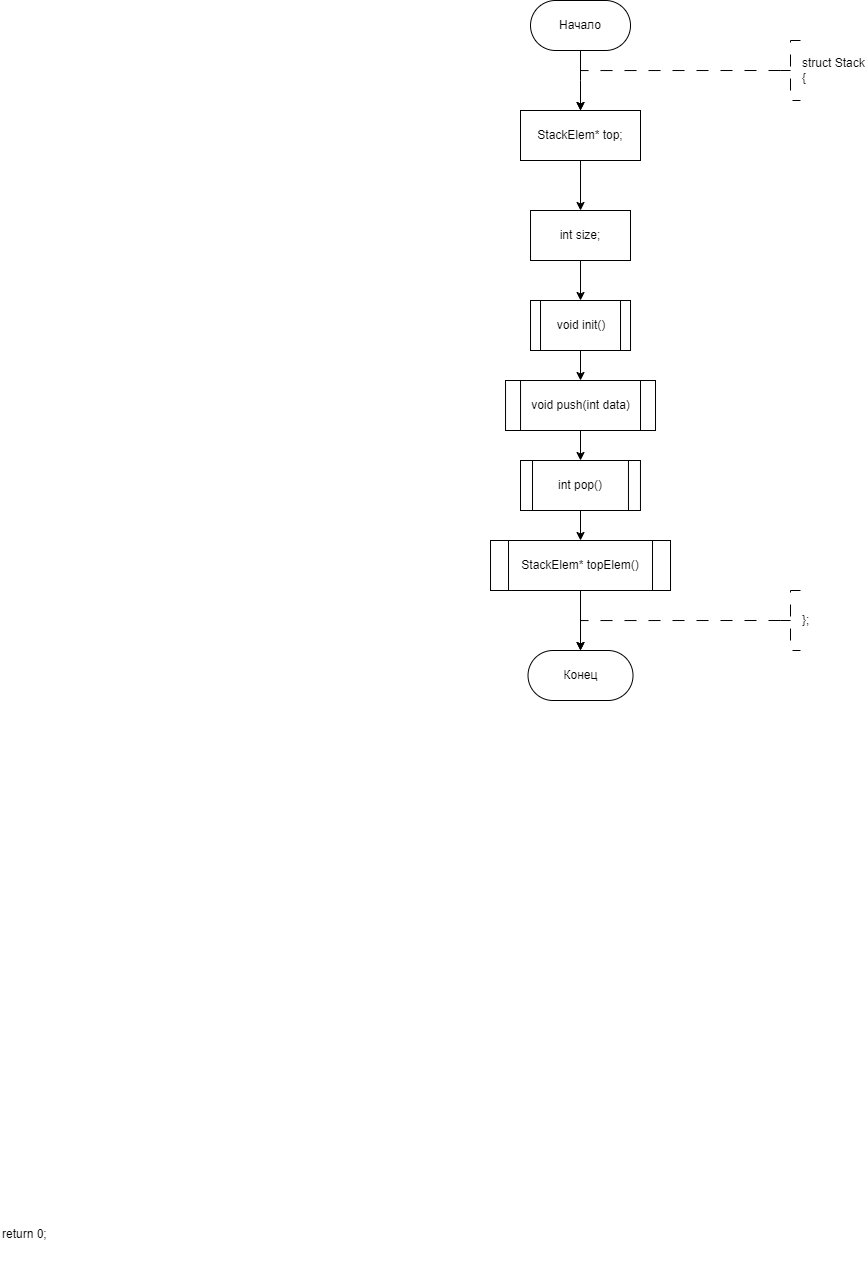 Начало
struct Stack
{
StackElem* top;
int size;
void init()
void push(int data)
int pop()
StackElem* topElem()
};
Конец
return 0;